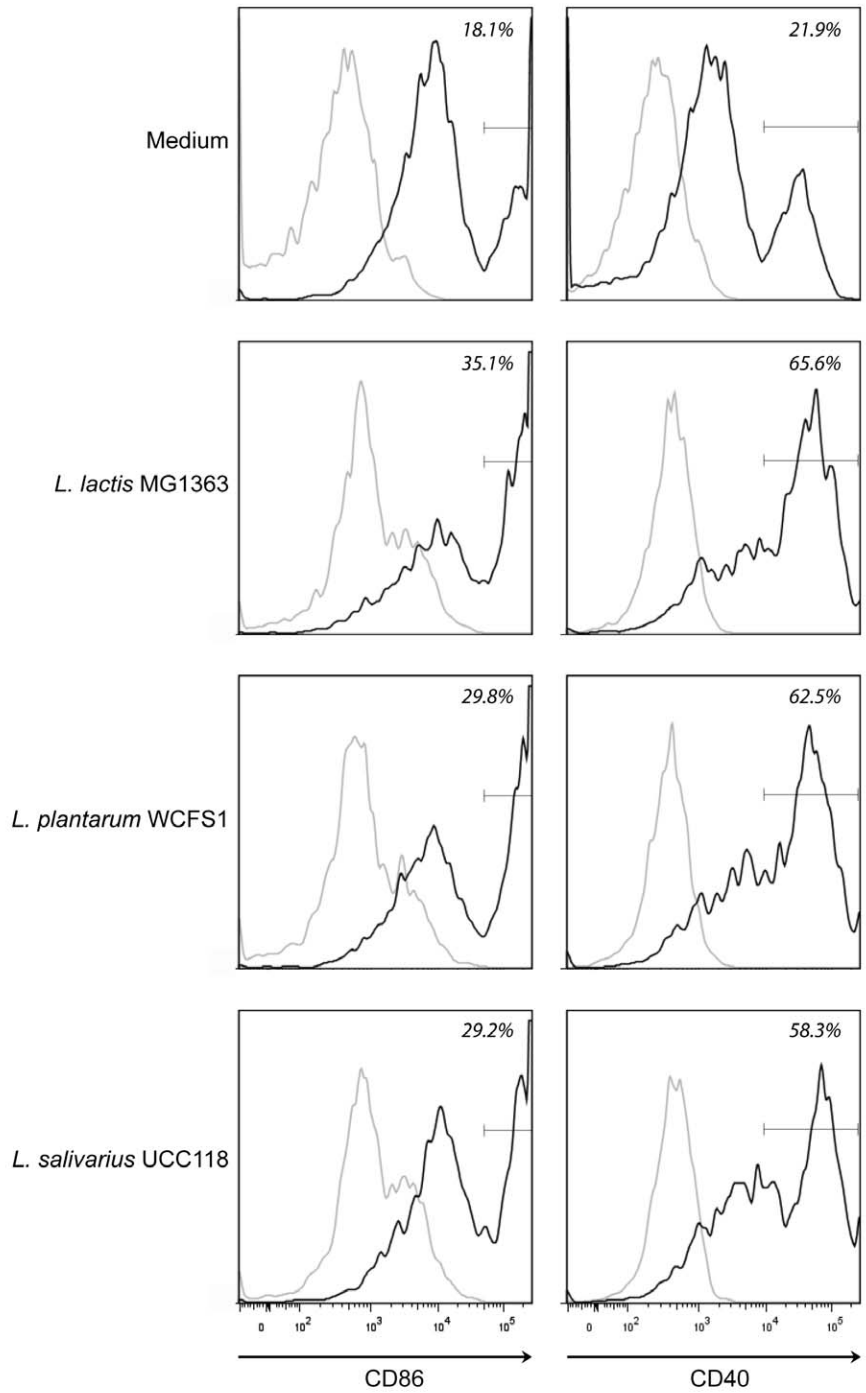 18.1%
21.9%
Medium
35.1%
65.6%
L. lactis MG1363
29.8%
62.5%
L. plantarum WCFS1
29.2%
58.3%
L. salivarius UCC118
0 10² 10³ 10⁴ 10⁵
0 10² 10³ 10⁴ 10⁵
CD86
CD40